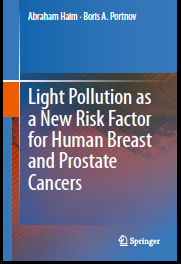 Abraham Haim · Boris A. Portnov
Light Pollution as
a New Risk Factor
for Human Breast
and Prostate
Cancers
Springer